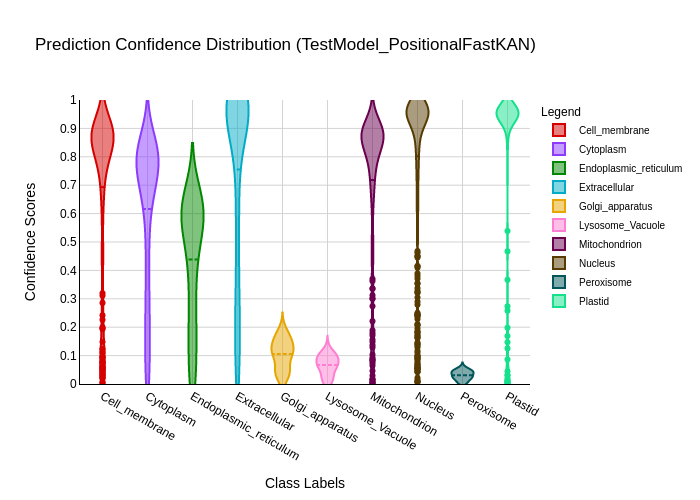 Prediction Confidence Distribution (TestModel_PositionalFastKAN)
1
0.9
0.8
0.7
0.6
0.5
0.4
0.3
0.2
0.1
0
Confidence Scores
Cell_membrane
Cytoplasm
Endoplasmic_reticulum
Extracellular
Golgi_apparatus
Lysosome_Vacuole
Mitochondrion
Nucleus
Peroxisome
Plastid
Class Labels
Legend
Cell_membrane
Cytoplasm
Endoplasmic_reticulum
Extracellular
Golgi_apparatus
Lysosome_Vacuole
Mitochondrion
Nucleus
Peroxisome
Plastid